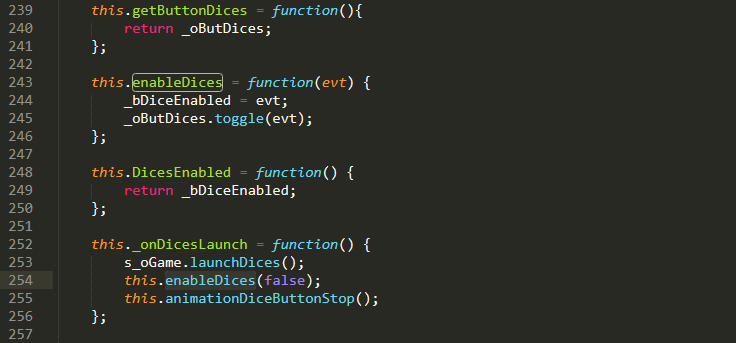 239 this.getButtonDices = function(){
240 return _oButDices;
241 };
242
243 this.enableDices = function(evt) {
244 _bDiceEnabled = evt;
245 _oButDices.toggle(evt);
246 };
247
248 this.DicesEnabled = function() {
249 return _bDiceEnabled;
250 };
251
252 this._onDicesLaunch = function() {
253 s_oGame.launchDices();
254 this.enableDices(false);
255 this.animationDiceButtonStop();
256 };
257